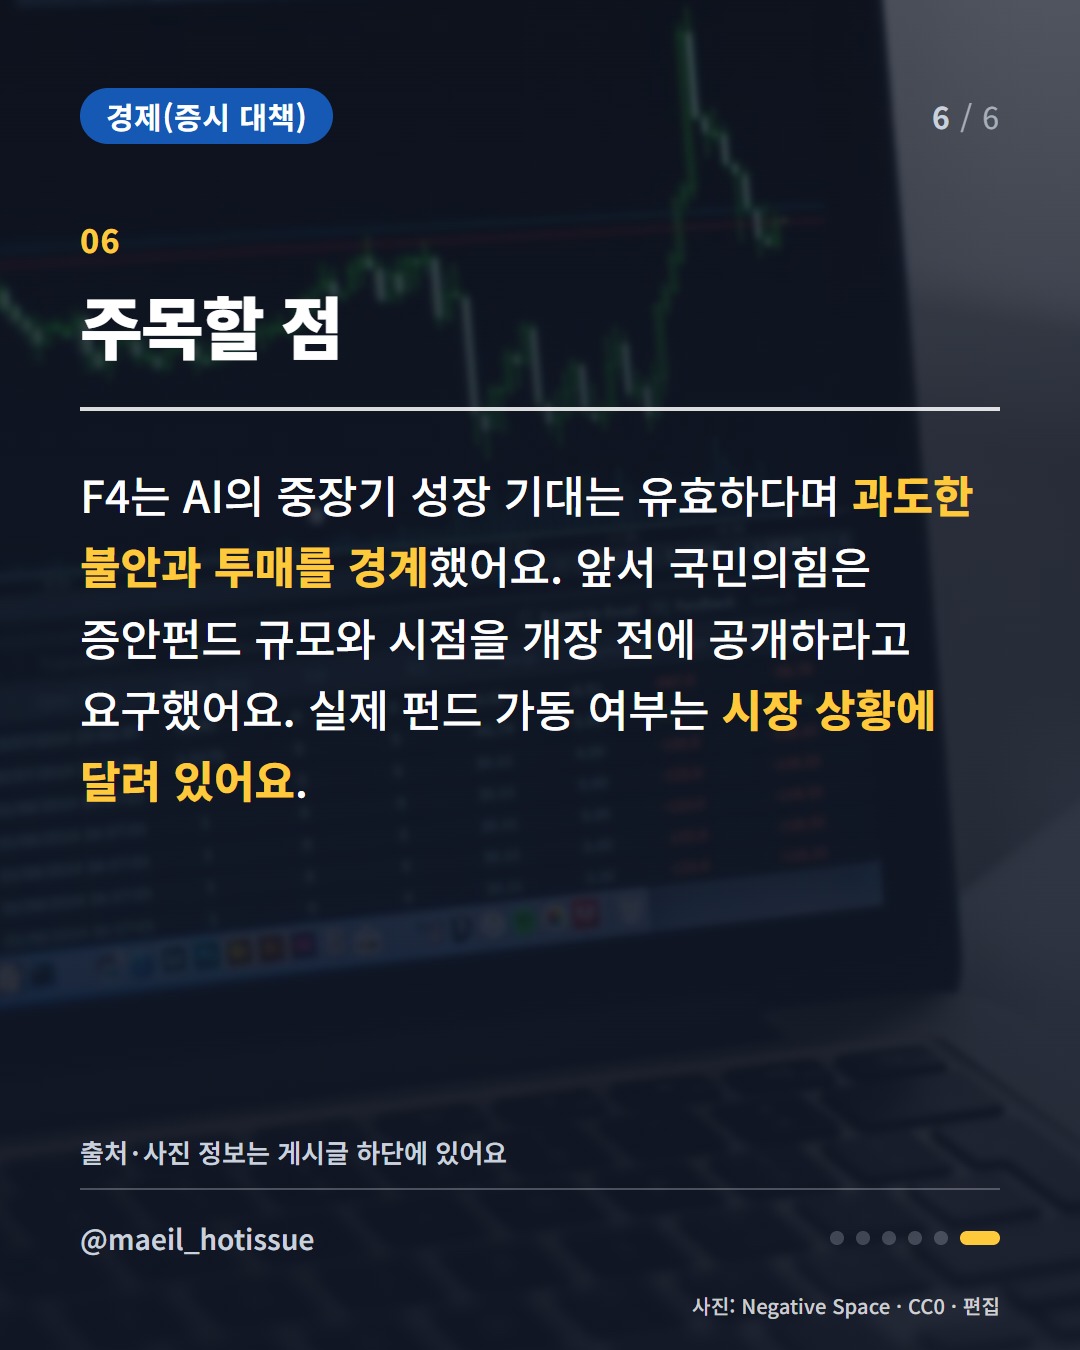 경제(증시 대책)
6 / 6
06
주목할 점
F4는 AI의 중장기 성장 기대는 유효하다며 과도한
불안과 투매를 경계했어요. 앞서 국민의힘은
증안펀드 규모와 시점을 개장 전에 공개하라고
요구했어요. 실제 펀드 가동 여부는 시장 상황에
달려 있어요.
출처·사진 정보는 게시글 하단에 있어요
@maeil_hotissue
사진: Negative Space · CC0 · 편집